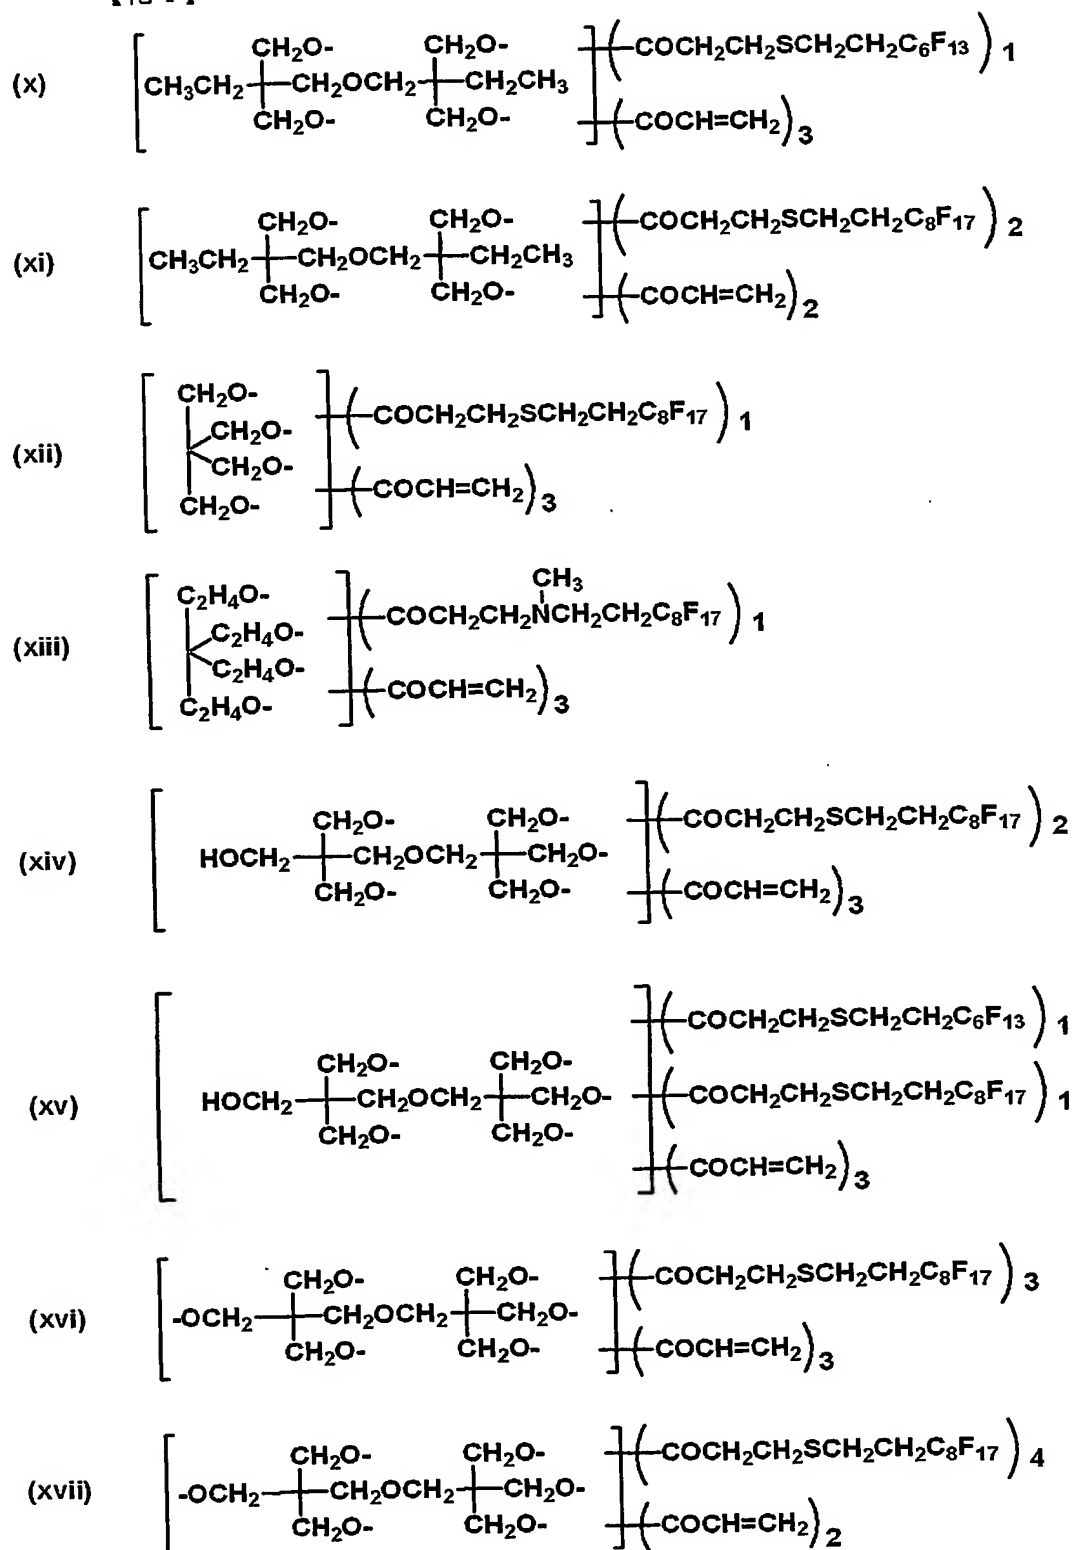 (x) [ CH₂O- CH₂O- ] (COCH₂CH₂SCH₂CH₂C₆F₁₃)1
CH₃CH₂ CH₂OCH₂ CH₂CH₃
CH₂O- CH₂O- (COCH=CH₂)3
(xi) [ CH₂O- CH₂O- ] (COCH₂CH₂SCH₂CH₂C₈F₁₇)2
CH₃CH₂ CH₂OCH₂ CH₂CH₃
CH₂O- CH₂O- (COCH=CH₂)2
(xii) [ CH₂O- ] (COCH₂CH₂SCH₂CH₂C₈F₁₇)1
CH₂O-
CH₂O-
CH₂O- (COCH=CH₂)3
CH₃
(xiii) [ C₂H₄O- ] (COCH₂CH₂NCH₂CH₂C₈F₁₇)1
C₂H₄O-
C₂H₄O-
C₂H₄O- (COCH=CH₂)3
(xiv) [ CH₂O- CH₂O- ] (COCH₂CH₂SCH₂CH₂C₈F₁₇)2
HOCH₂ CH₂OCH₂ CH₂O-
CH₂O- CH₂O- (COCH=CH₂)3
(COCH₂CH₂SCH₂CH₂C₆F₁₃)1
CH₂O- CH₂O-
(xv) [ HOCH₂ CH₂OCH₂ CH₂O- ] (COCH₂CH₂SCH₂CH₂C₈F₁₇)1
CH₂O- CH₂O-
(COCH=CH₂)3
(xvi) [ CH₂O- CH₂O- ] (COCH₂CH₂SCH₂CH₂C₈F₁₇)3
-OCH₂ CH₂OCH₂ CH₂O-
CH₂O- CH₂O- (COCH=CH₂)3
(xvii) [ CH₂O- CH₂O- ] (COCH₂CH₂SCH₂CH₂C₈F₁₇)4
-OCH₂ CH₂OCH₂ CH₂O-
CH₂O- CH₂O- (COCH=CH₂)2